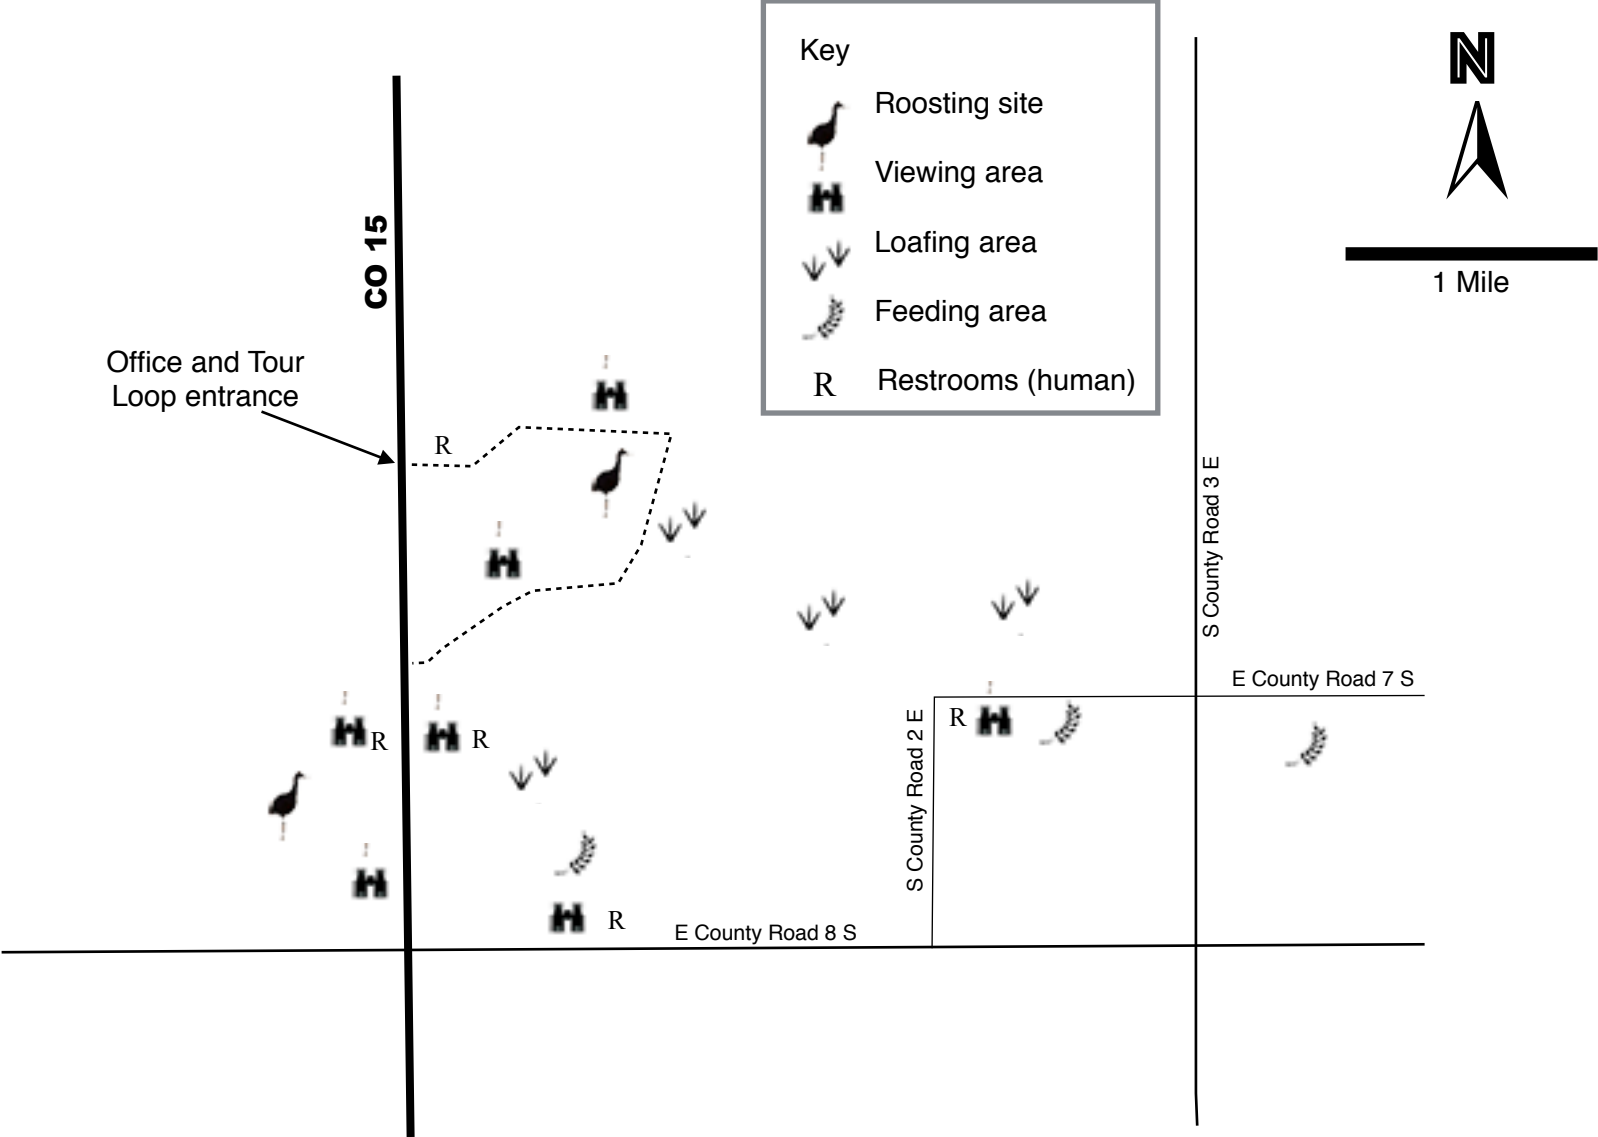 Key
Roosting site
Viewing area
Loafing area
Feeding area
R Restrooms (human)
N
1 Mile
CO 15
Office and Tour
Loop entrance
R
S County Road 3 E
E County Road 7 S
R
R
R
S County Road 2 E
R
E County Road 8 S